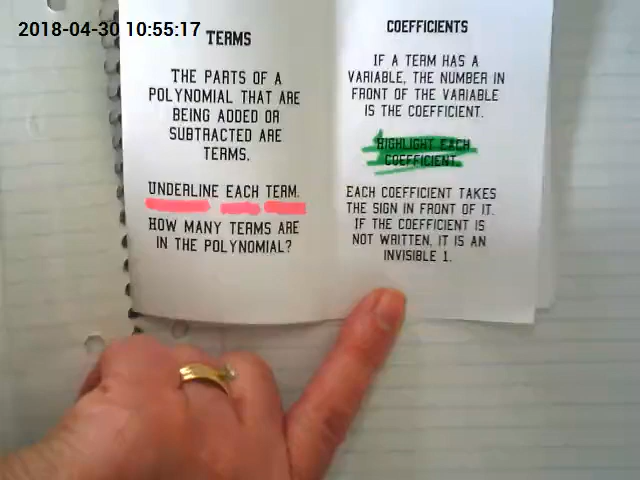 2018-04-30 10:55:17
TERMS
THE PARTS OF A
POLYNOMIAL THAT ARE
BEING ADDED OR
SUBTRACTED ARE
TERMS.
UNDERLINE EACH TERM.
HOW MANY TERMS ARE
IN THE POLYNOMIAL?
COEFFICIENTS
IF A TERM HAS A
VARIABLE, THE NUMBER IN
FRONT OF THE VARIABLE
IS THE COEFFICIENT.
HIGHLIGHT EACH
COEFFICIENT.
EACH COEFFICIENT TAKES
THE SIGN IN FRONT OF IT.
IF THE COEFFICIENT IS
NOT WRITTEN, IT IS AN
INVISIBLE 1.